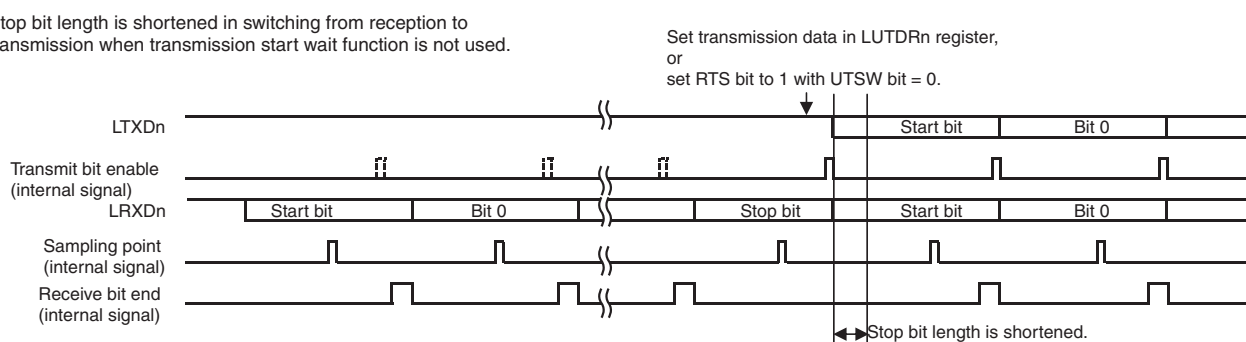 top bit length is shortened in switching from reception to
ansmission when transmission start wait function is not used.
Set transmission data in LUTDRn register,
or
set RTS bit to 1 with UTSW bit = 0.
LTXDn
Start bit
Bit 0
Transmit bit enable
(internal signal)
LRXDn
Start bit
Bit 0
Stop bit
Start bit
Bit 0
Sampling point
(internal signal)
Receive bit end
(internal signal)
Stop bit length is shortened.